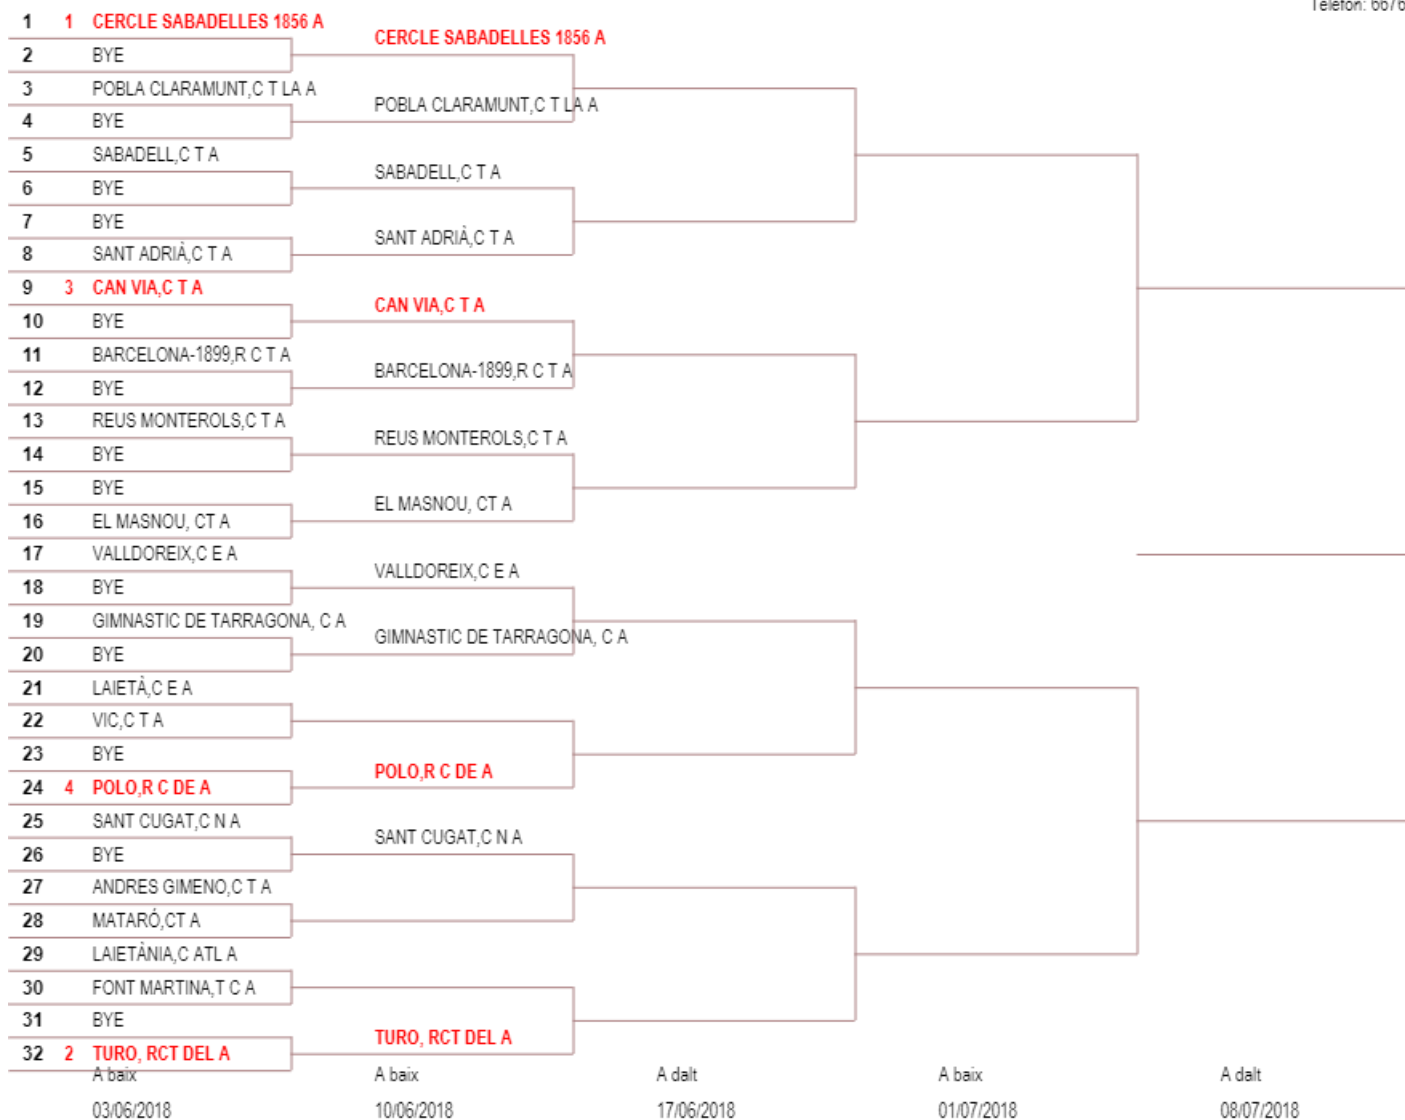 Telèfon: 6676
1 1 CERCLE SABADELLES 1856 A
CERCLE SABADELLES 1856 A
2 BYE
3 POBLA CLARAMUNT,C T LA A
POBLA CLARAMUNT,C T LA A
4 BYE
5 SABADELL,C T A
SABADELL,C T A
6 BYE
7 BYE
SANT ADRIÀ,C T A
8 SANT ADRIÀ,C T A
9 3 CAN VIA,C T A
CAN VIA,C T A
10 BYE
11 BARCELONA-1899,R C T A
BARCELONA-1899,R C T A
12 BYE
13 REUS MONTEROLS,C T A
REUS MONTEROLS,C T A
14 BYE
15 BYE
EL MASNOU, CT A
16 EL MASNOU, CT A
17 VALLDOREIX,C E A
VALLDOREIX,C E A
18 BYE
19 GIMNASTIC DE TARRAGONA, C A
GIMNASTIC DE TARRAGONA, C A
20 BYE
21 LAIETÀ,C E A
22 VIC,C T A
23 BYE
POLO,R C DE A
24 4 POLO,R C DE A
25 SANT CUGAT,C N A
SANT CUGAT,C N A
26 BYE
27 ANDRES GIMENO,C T A
28 MATARÓ,CT A
29 LAIETÀNIA,C ATL A
30 FONT MARTINA,T C A
31 BYE
TURO, RCT DEL A
32 2 TURO, RCT DEL A
A baix A baix A dalt A baix A dalt
03/06/2018 10/06/2018 17/06/2018 01/07/2018 08/07/2018